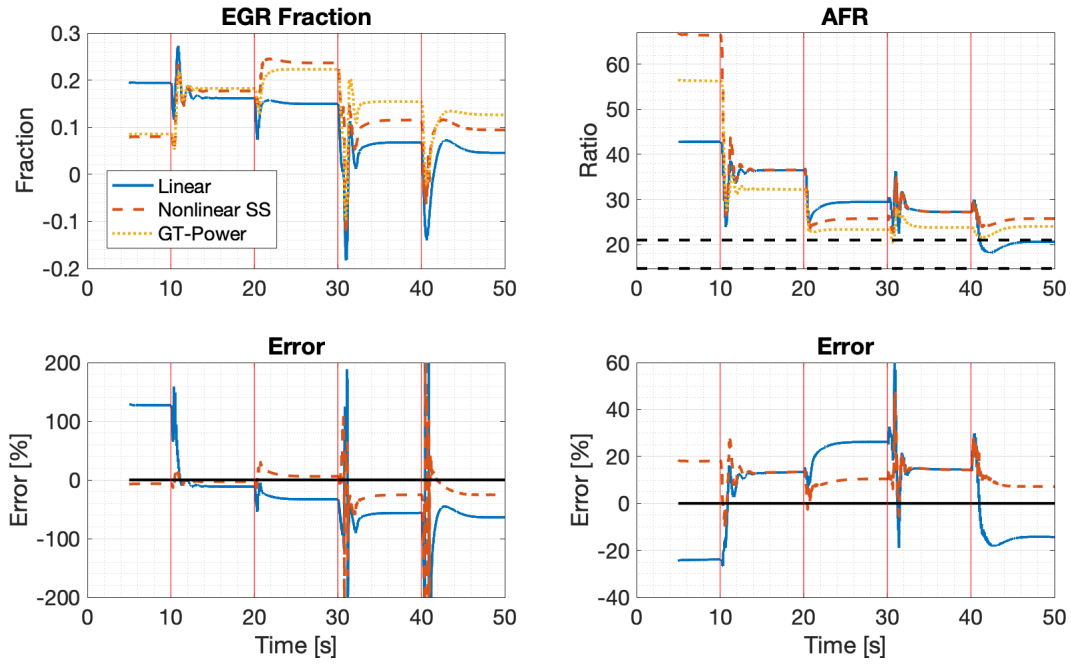 EGR Fraction
0.3
0.2
0.1
0
-0.1
-0.2
Fraction
Linear
Nonlinear SS
GT-Power
0 10 20 30 40 50
AFR
60
50
40
30
20
Ratio
0 10 20 30 40 50
Error
200
100
0
-100
-200
Error [%]
0 10 20 30 40 50
Time [s]
Error
60
40
20
0
-20
-40
Error [%]
0 10 20 30 40 50
Time [s]